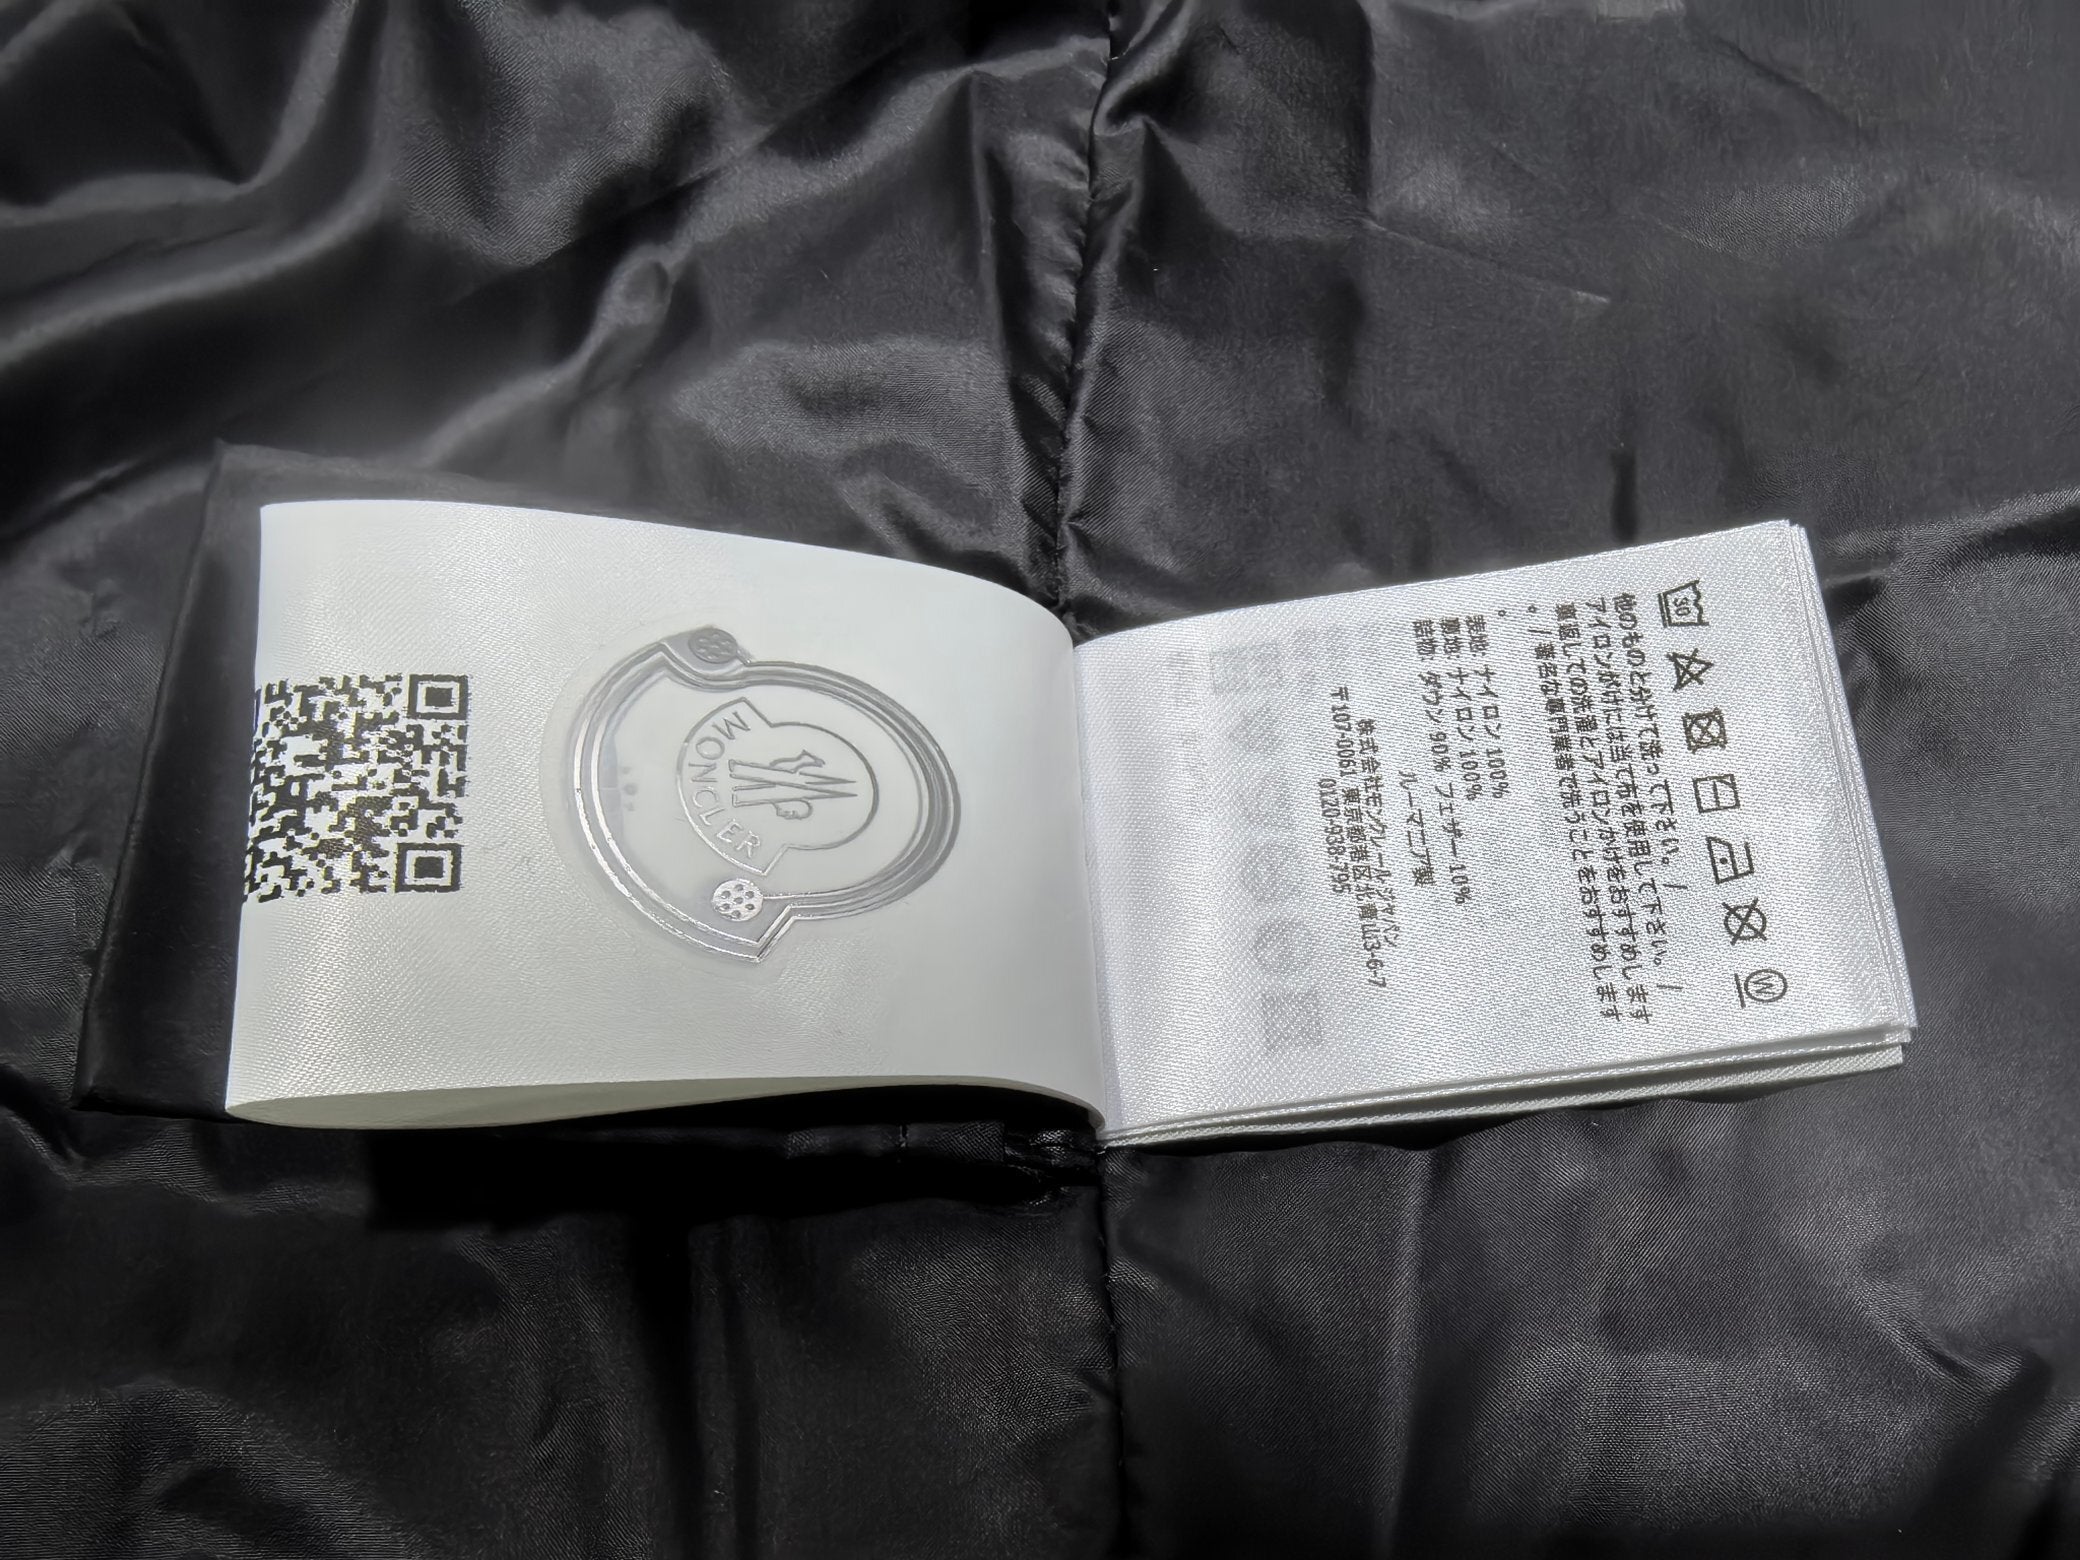 MONCLER
30
W
他のものと分けて洗って下さい。/
アイロンがけには当て布を使用して下さい。/
裏返しての洗濯とアイロンかけをおすすめします
。/著名な専門業者で洗うことをおすすめします
。
表地: ナイロン 100%
裏地: ナイロン 100%
詰物: ダウン 90% フェザー 10%
ルーマニア製
株式会社モンクレールジャパン
〒107-0061 東京都港区北青山3-6-7
0120-938-795